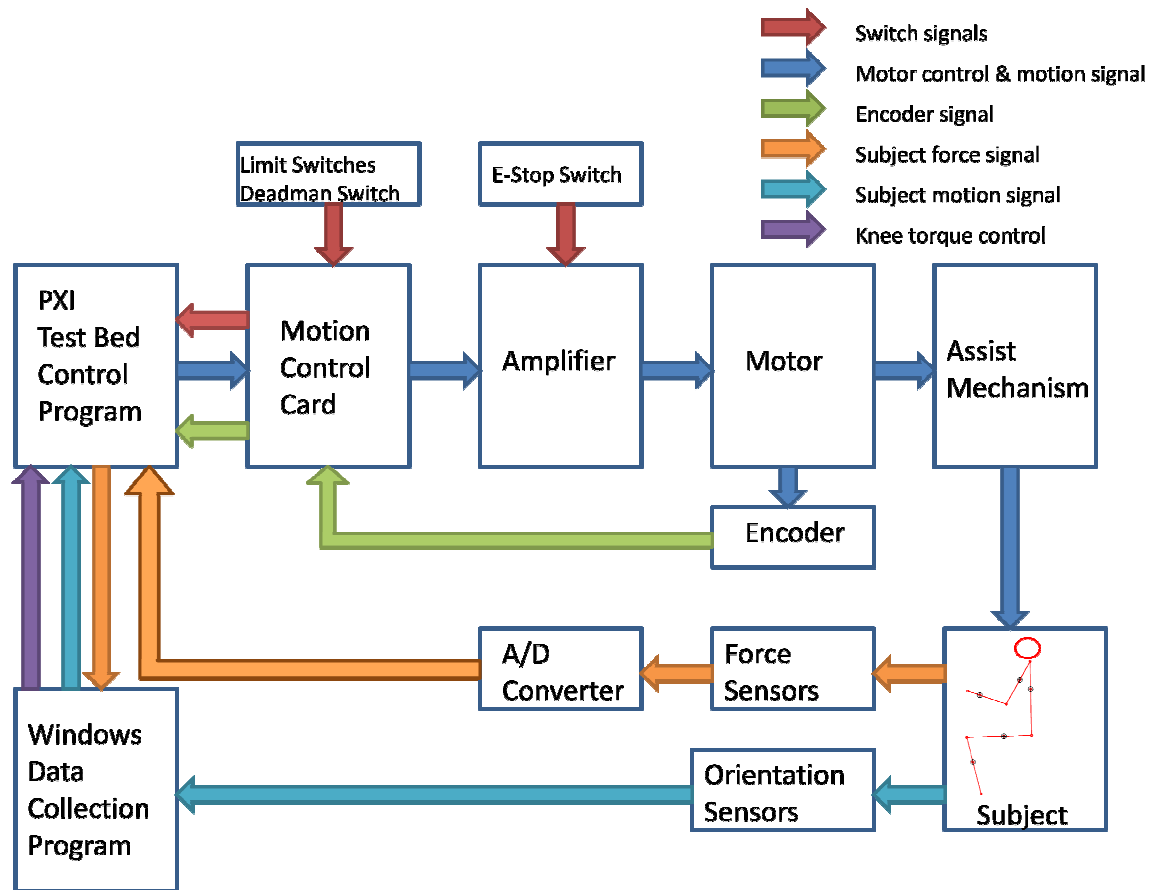 Switch signals
Motor control & motion signal
Encoder signal
Subject force signal
Subject motion signal
Knee torque control
Limit Switches
Deadman Switch
E-Stop Switch
PXI
Test Bed
Control
Program
Motion
Control
Card
Amplifier
Motor
Assist
Mechanism
Encoder
A/D
Converter
Force
Sensors
Windows
Data
Collection
Program
Orientation
Sensors
Subject